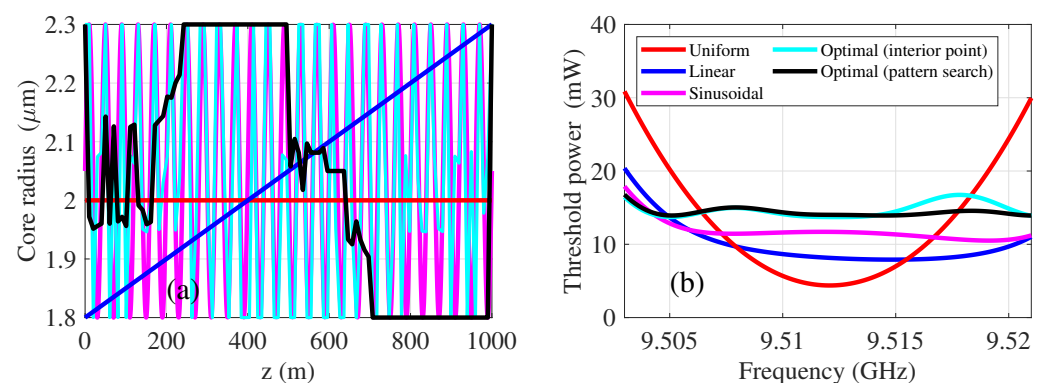 2.3
2.2
2.1
2
1.9
1.8
Core radius (μm)
(a)
0
200
400
600
800
1000
z (m)
40
30
20
10
0
Threshold power (mW)
Uniform
Linear
Sinusoidal
Optimal (interior point)
Optimal (pattern search)
(b)
9.505
9.51
9.515
9.52
Frequency (GHz)